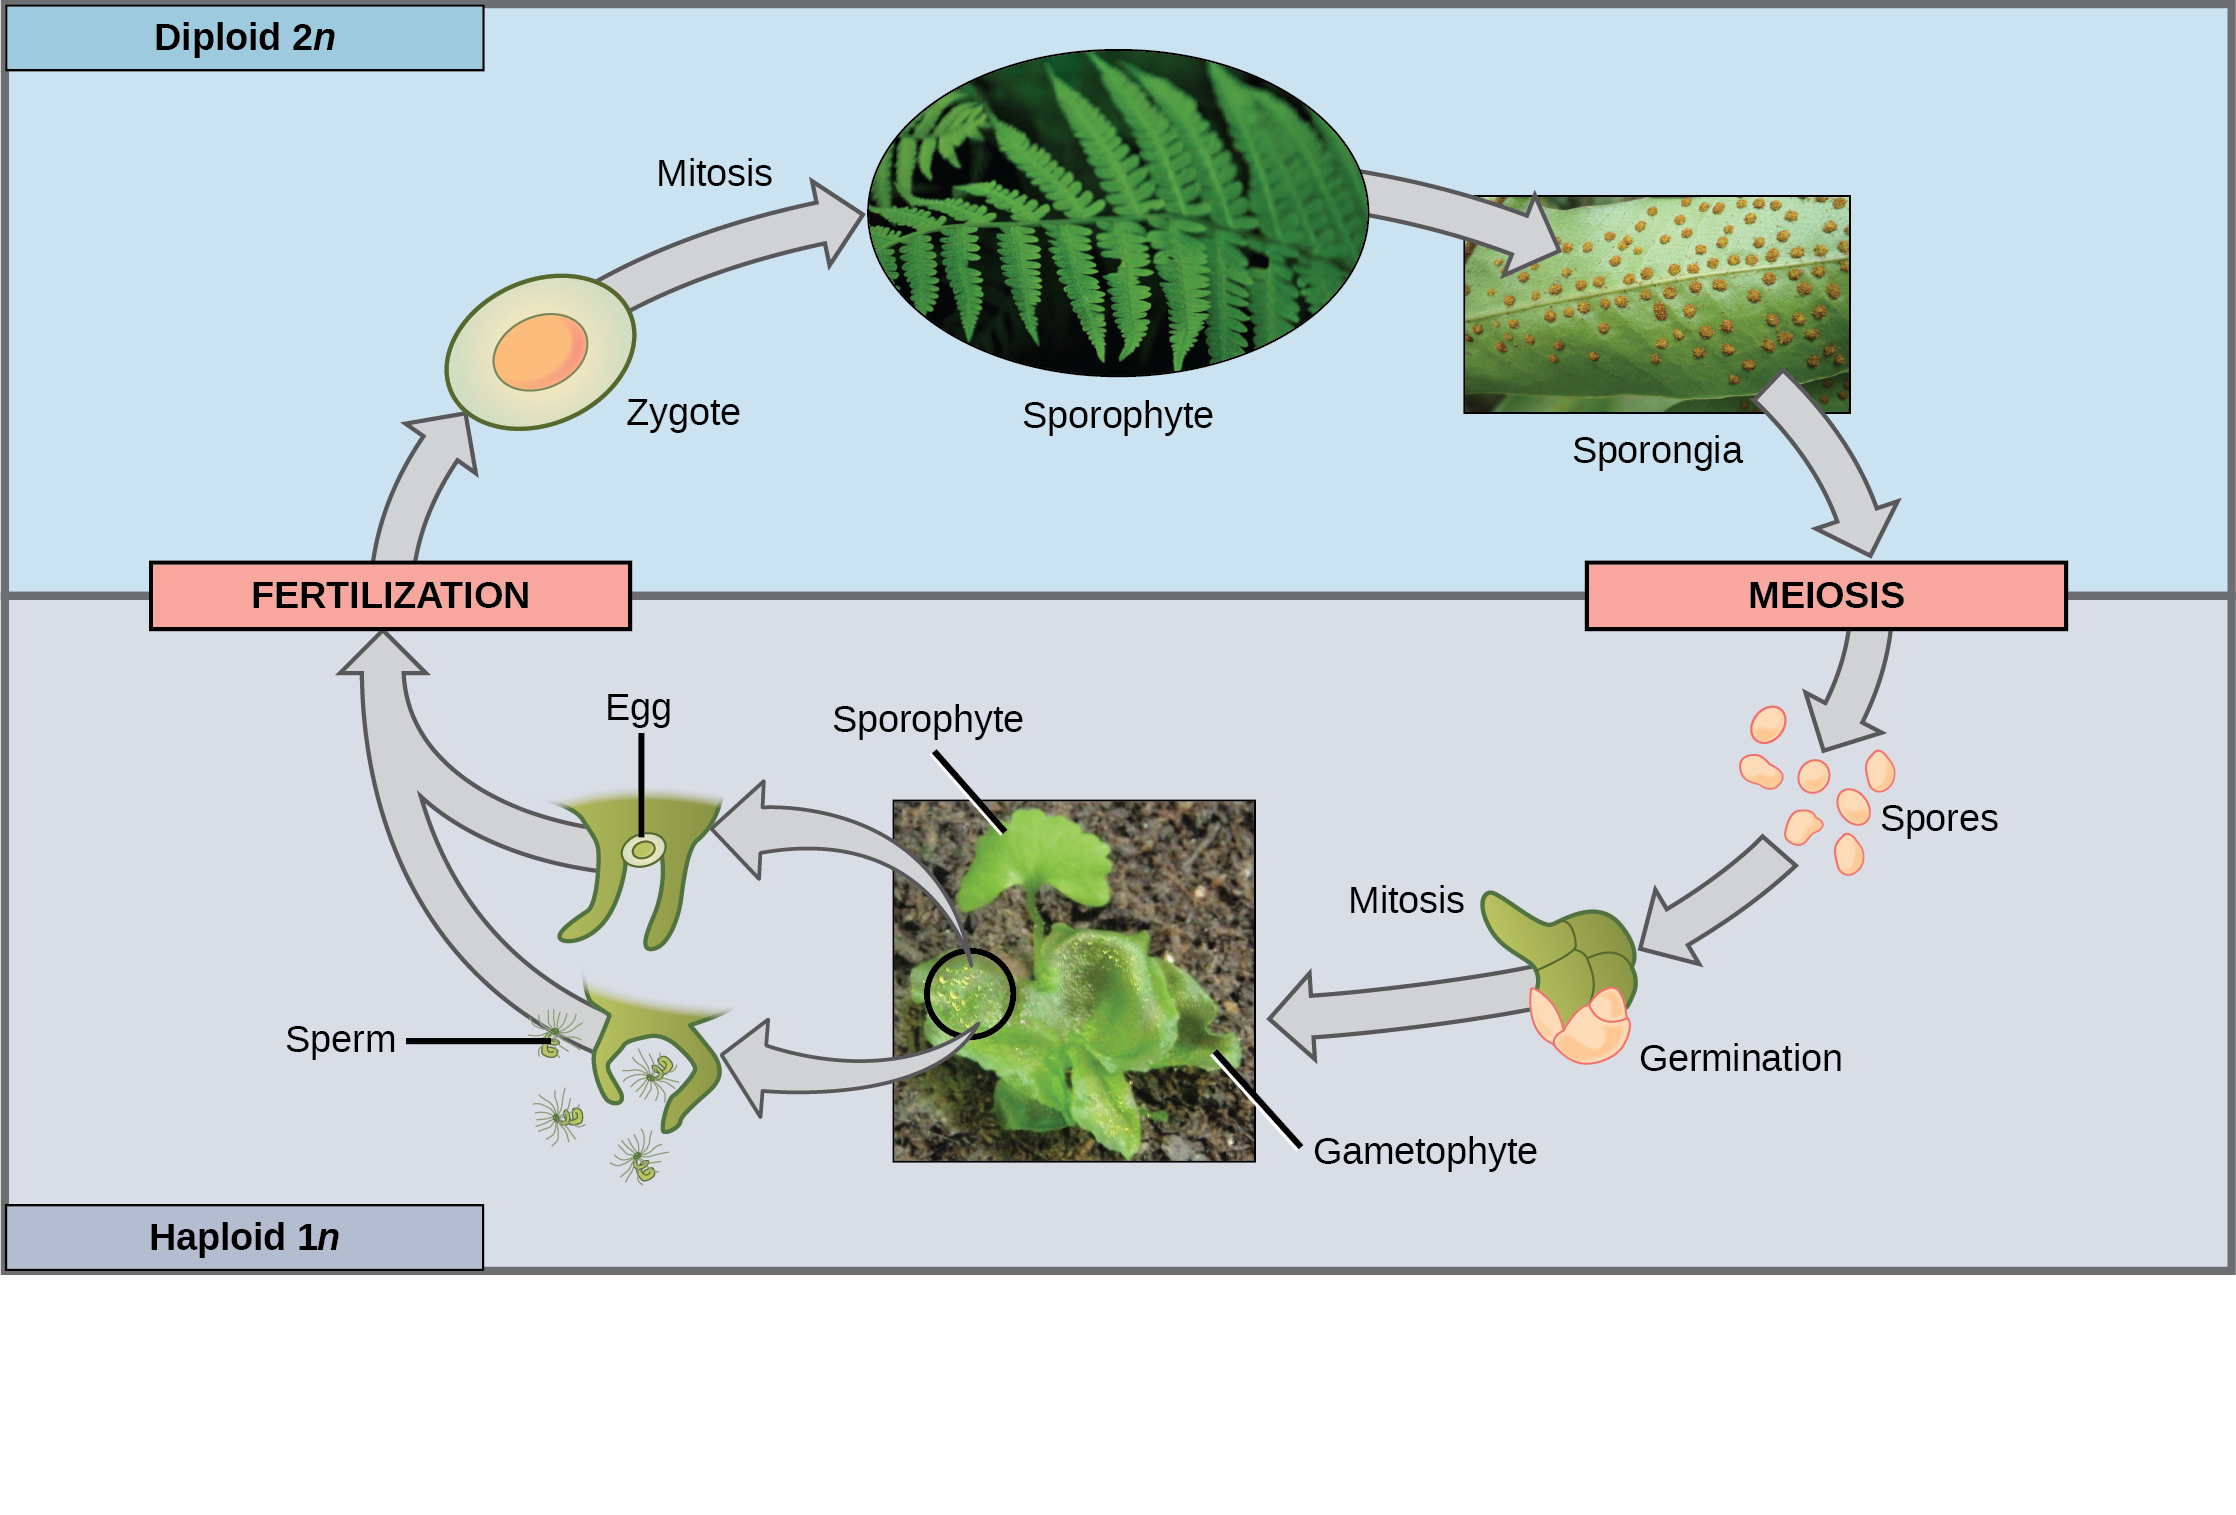 Diploid 2n
Mitosis
Zygote
Sporophyte
Sporongia
FERTILIZATION
MEIOSIS
Egg
Sporophyte
Spores
Mitosis
Sperm
Germination
Gametophyte
Haploid 1n